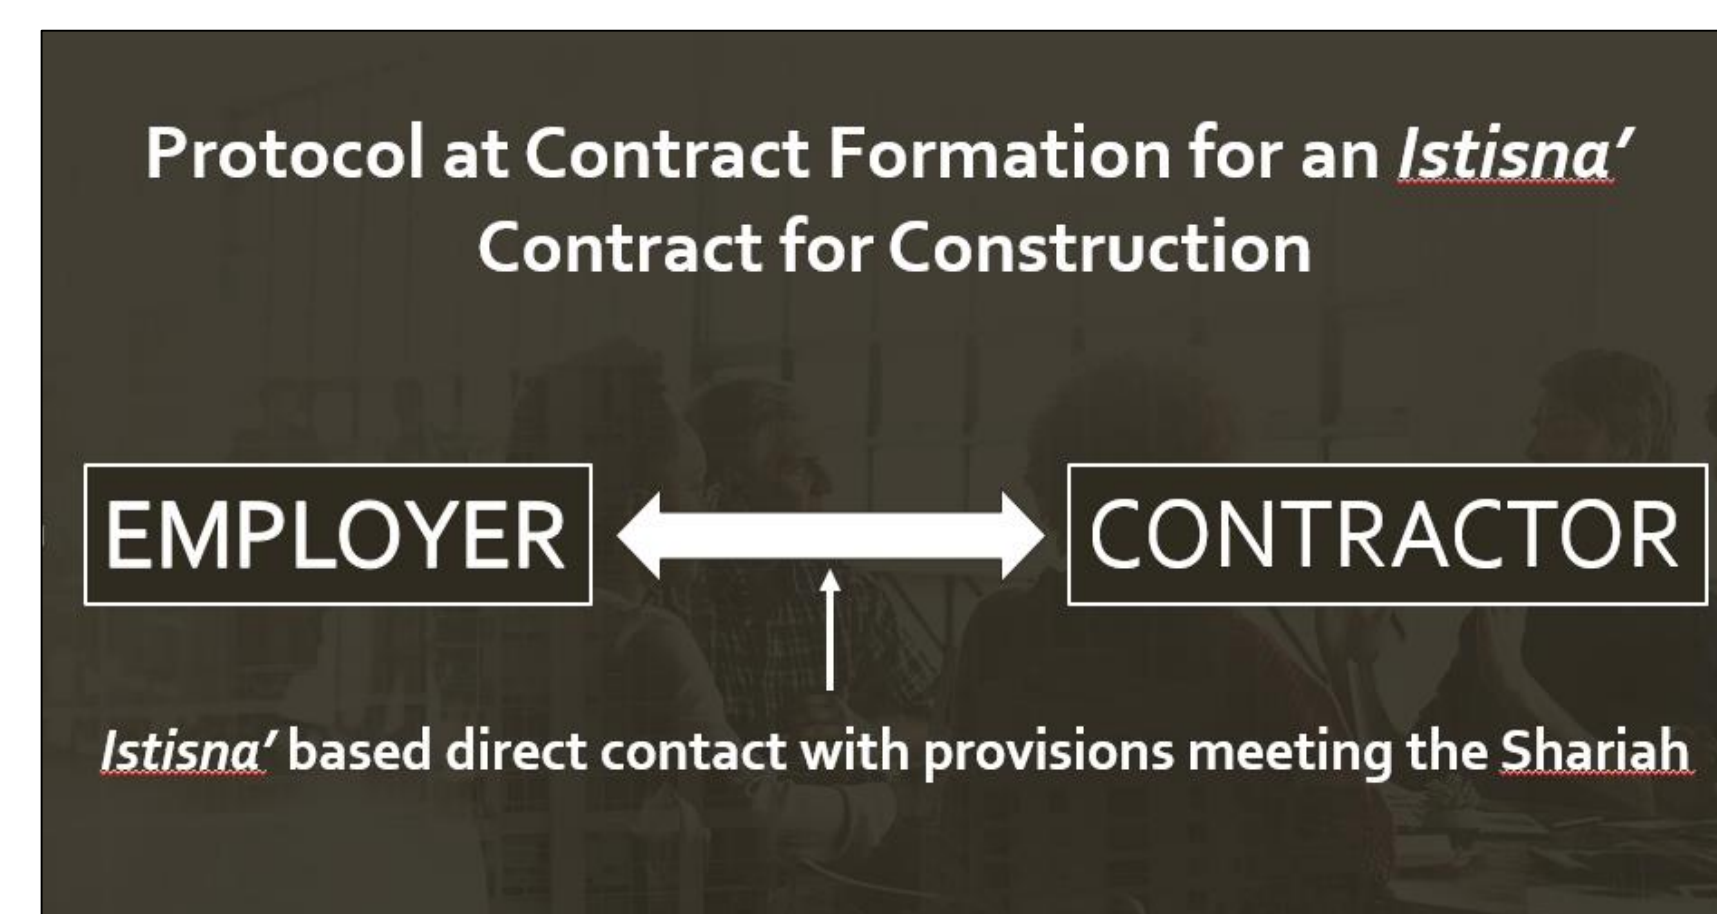 Protocol at Contract Formation for an Istisna’
Contract for Construction
EMPLOYER
CONTRACTOR
Istisna’ based direct contact with provisions meeting the Shariah